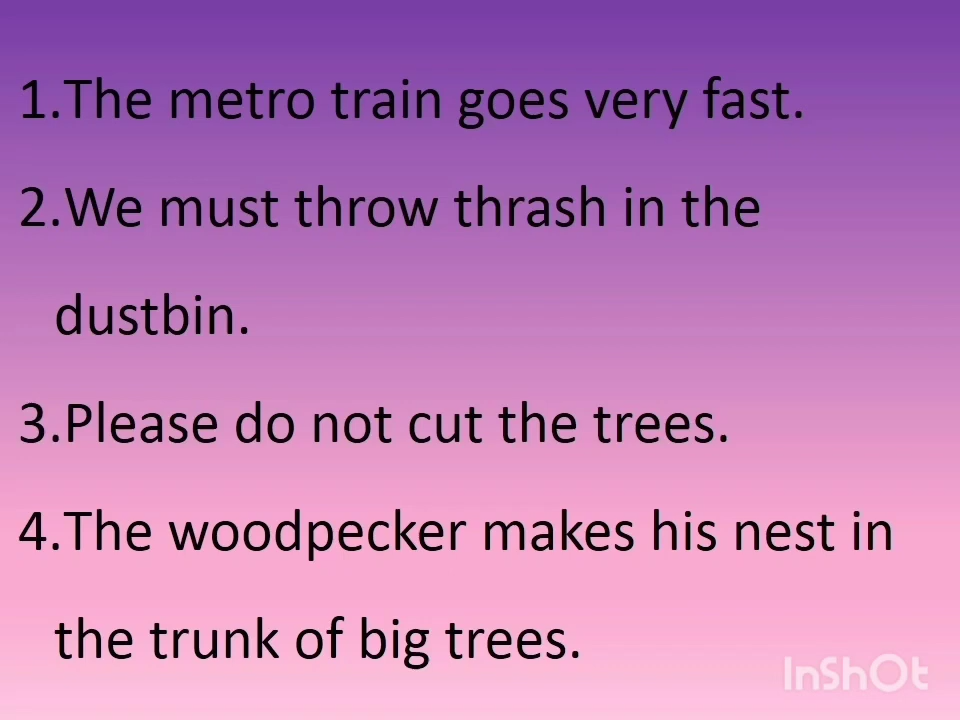 1.The metro train goes very fast.
2.We must throw thrash in the
dustbin.
3.Please do not cut the trees.
4.The woodpecker makes his nest in
the trunk of big trees.
InShOt